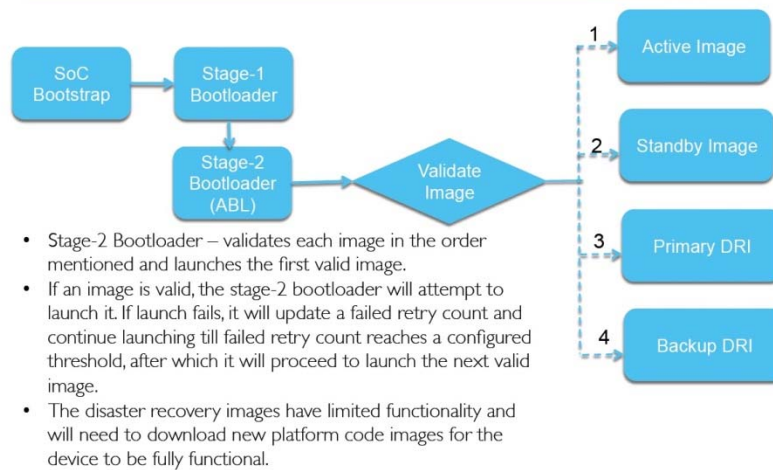 SoC
Bootstrap
Stage-1
Bootloader
Stage-2
Bootloader
(ABL)
Validate
Image
1
Active Image
2
Standby Image
3
Primary DRI
4
Backup DRI
• Stage-2 Bootloader – validates each image in the order
mentioned and launches the first valid image.
• If an image is valid, the stage-2 bootloader will attempt to
launch it. If launch fails, it will update a failed retry count and
continue launching till failed retry count reaches a configured
threshold, after which it will proceed to launch the next valid
image.
• The disaster recovery images have limited functionality and
will need to download new platform code images for the
device to be fully functional.